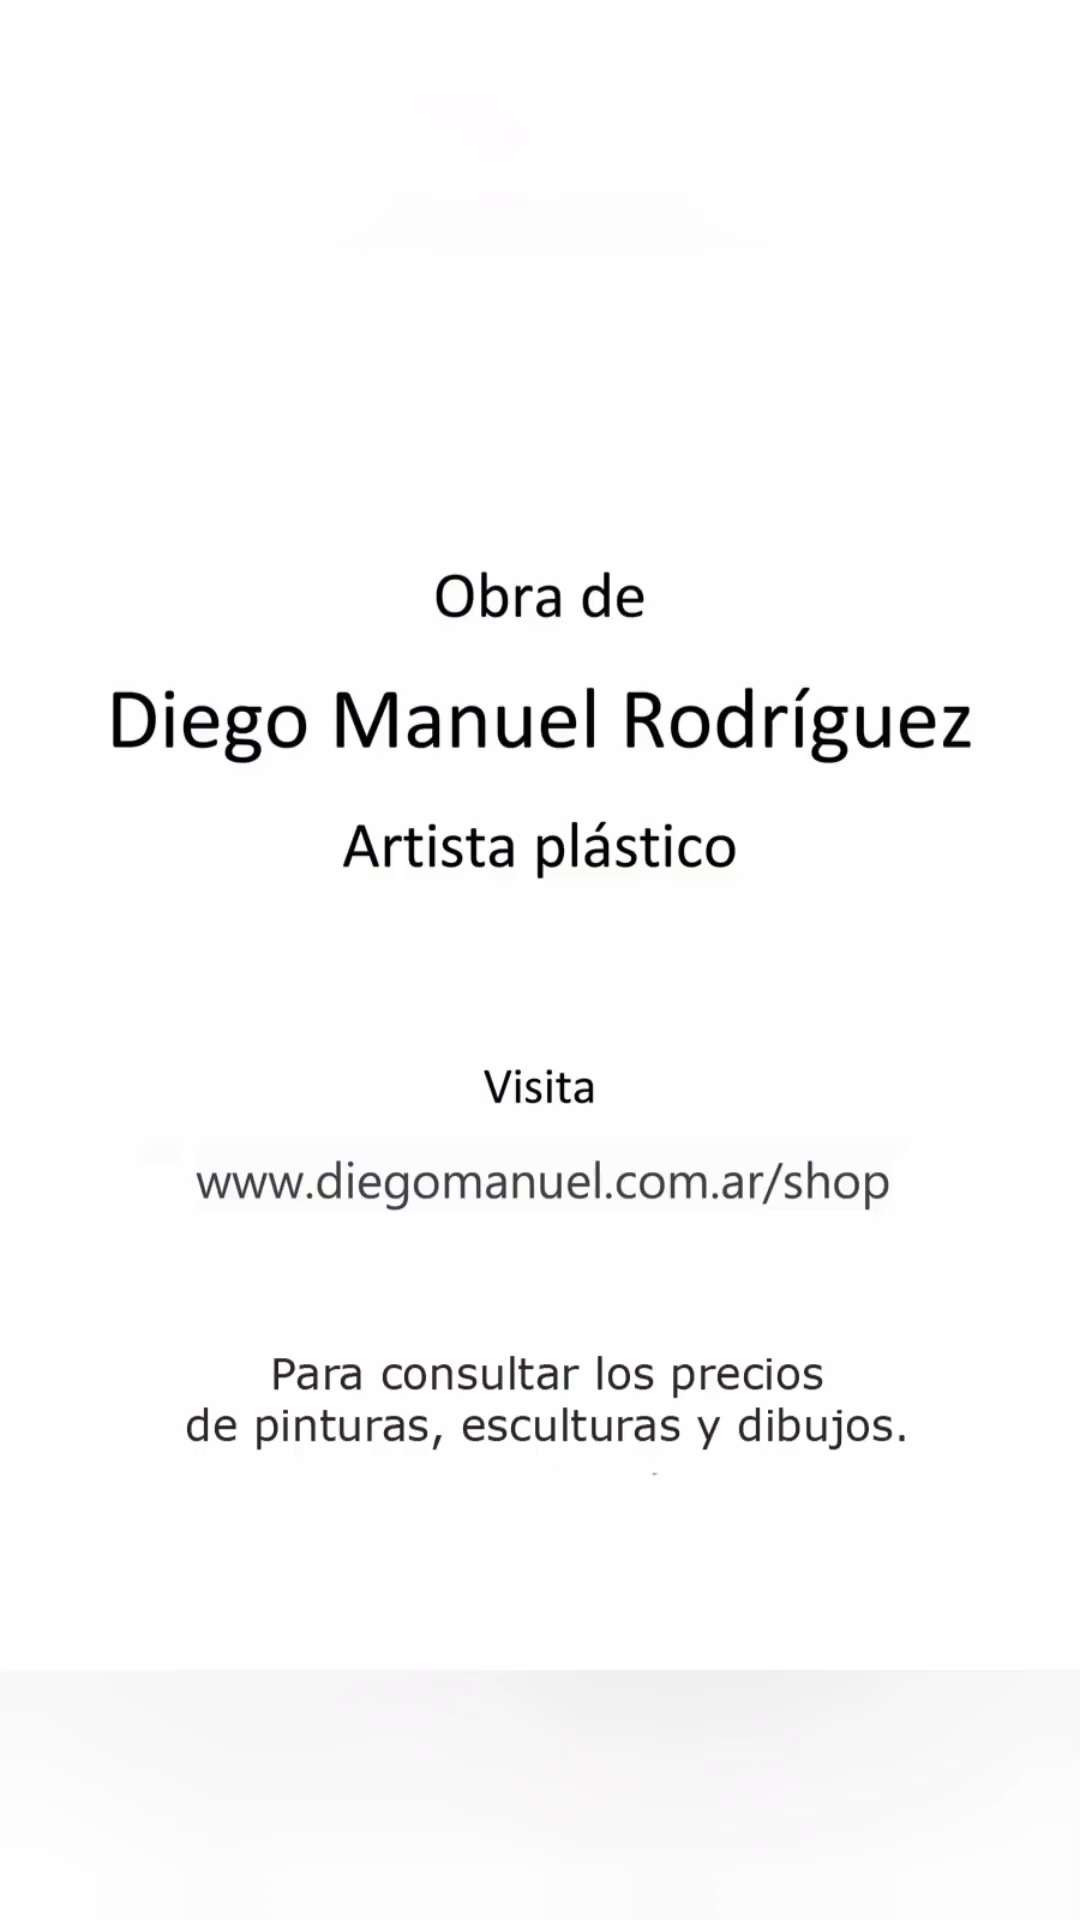 Obra de
Diego Manuel Rodríguez
Artista plástico
Visita
www.diegomanuel.com.ar/shop
Para consultar los precios
de pinturas, esculturas y dibujos.